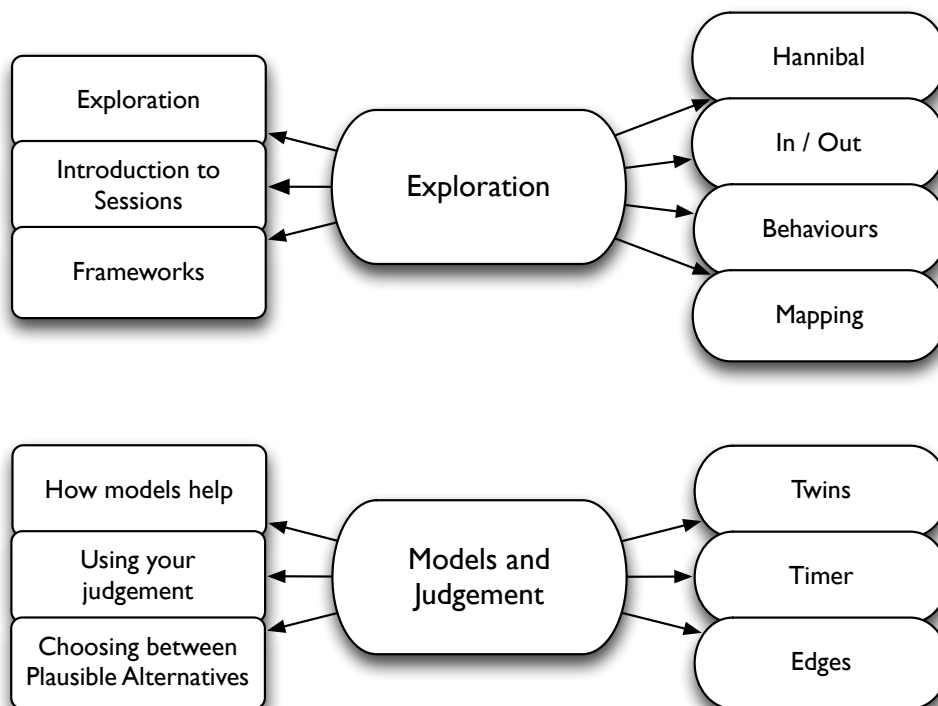 Exploration
Introduction to
Sessions
Frameworks
Exploration
Hannibal
In / Out
Behaviours
Mapping
How models help
Using your
judgement
Choosing between
Plausible Alternatives
Models and
Judgement
Twins
Timer
Edges